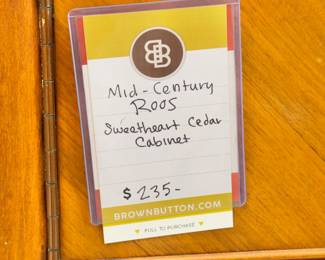 BB
Mid-Century
Roos
Sweetheart Cedar
Cabinet
$235-
BROWNBUTTON.COM
PULL TO PURCHASE